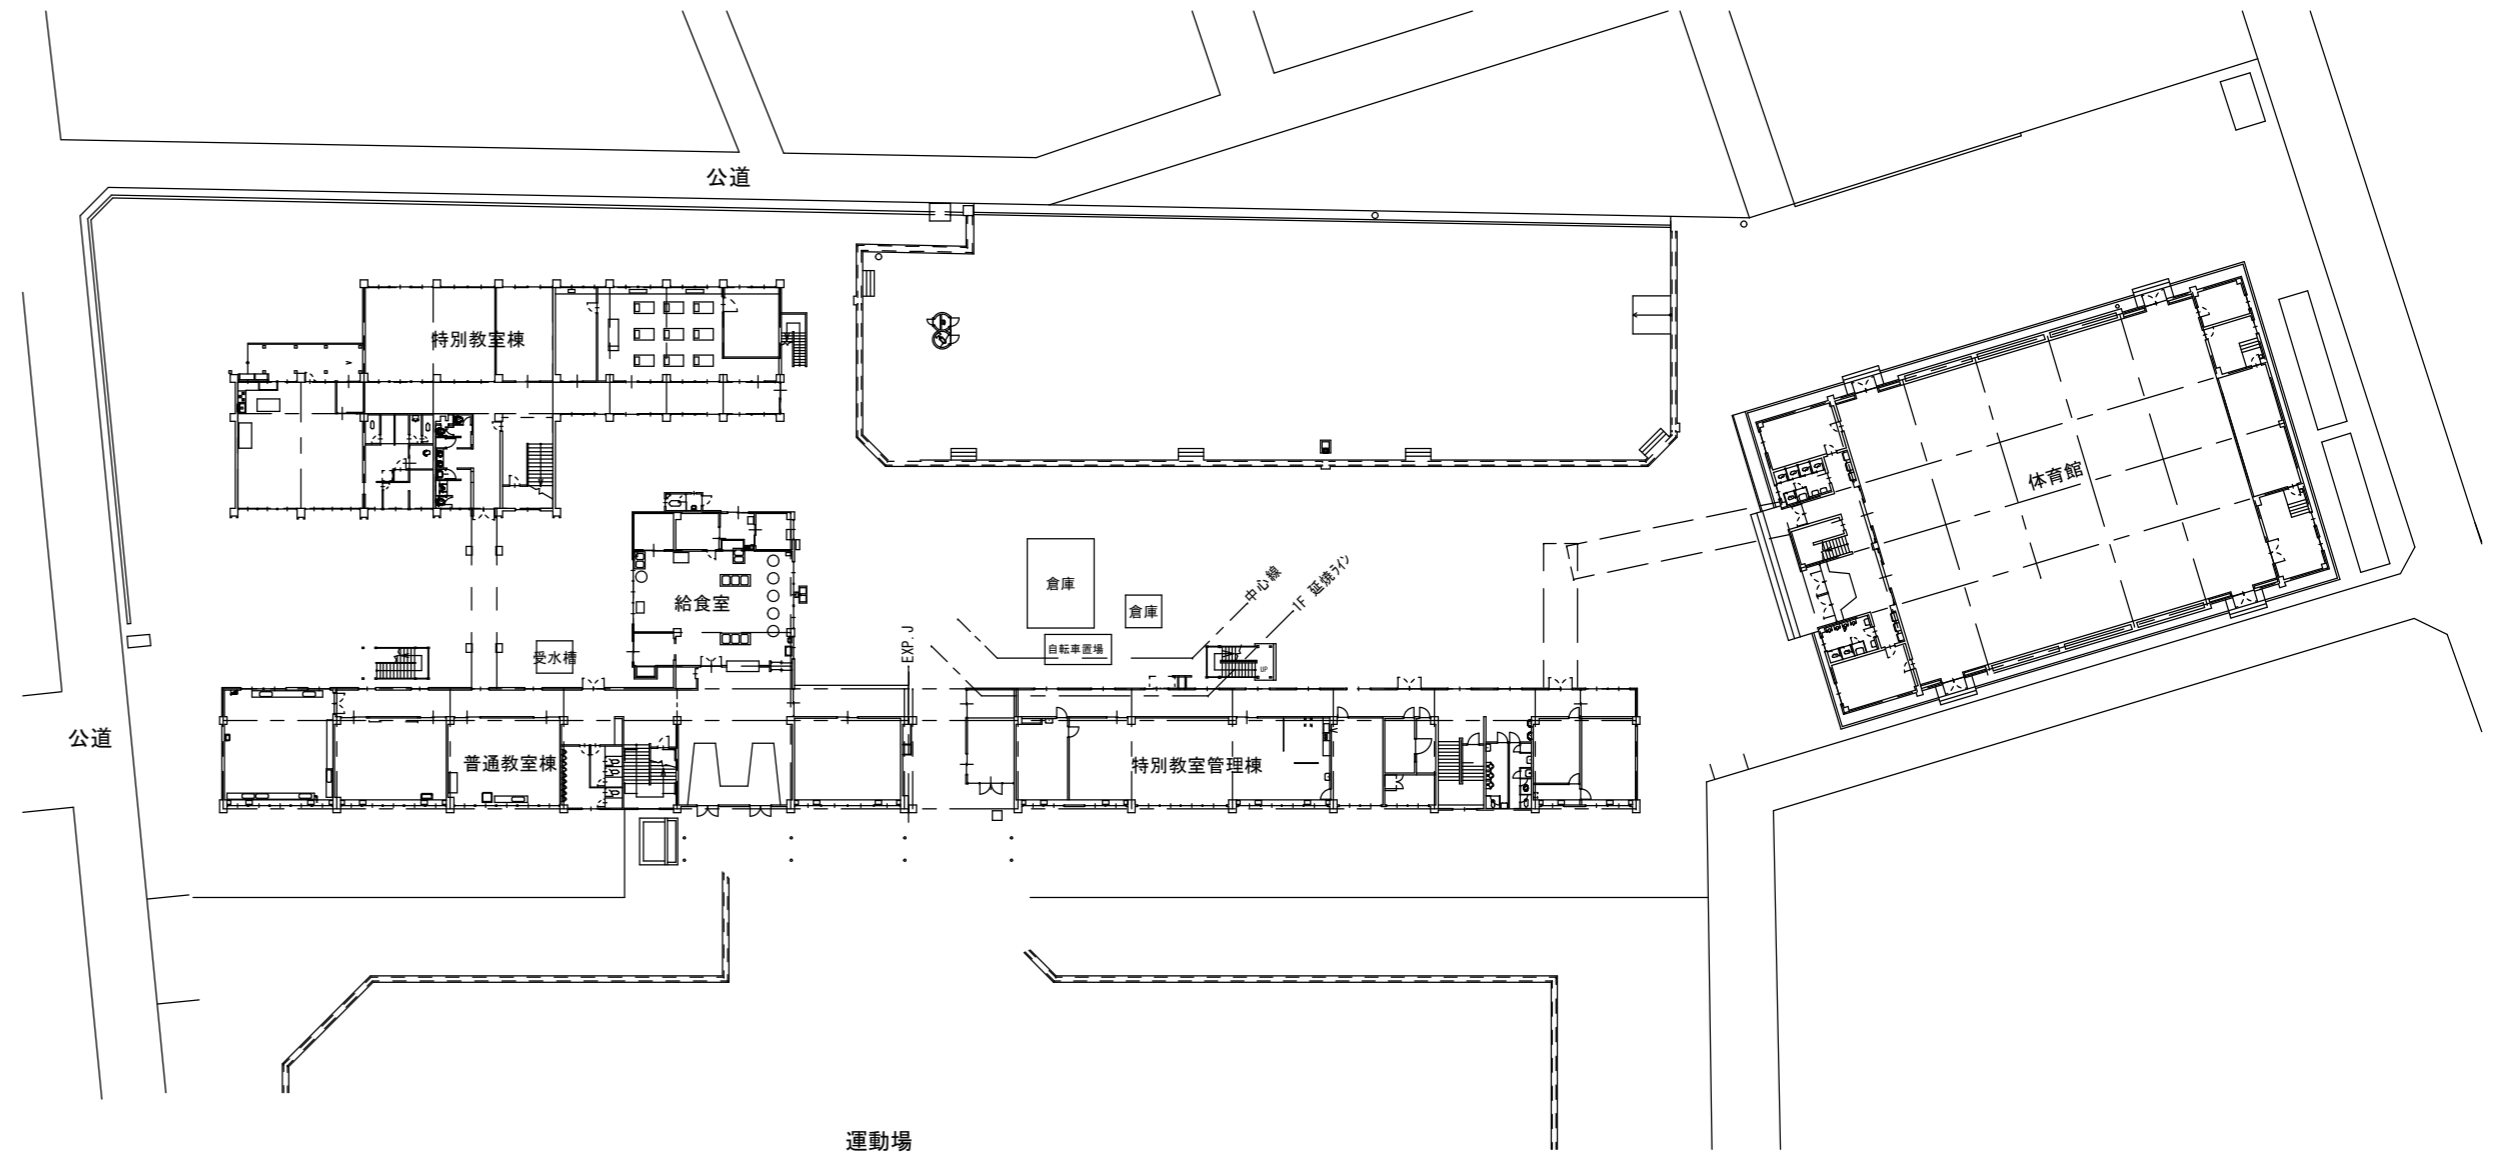 公道
特別教室棟
体育館
中心線
1F 延焼ﾗｲﾝ
倉庫
給食室
倉庫
EXP.J
自転車置場
受水槽
UP
公道
普通教室棟
特別教室管理棟
運動場